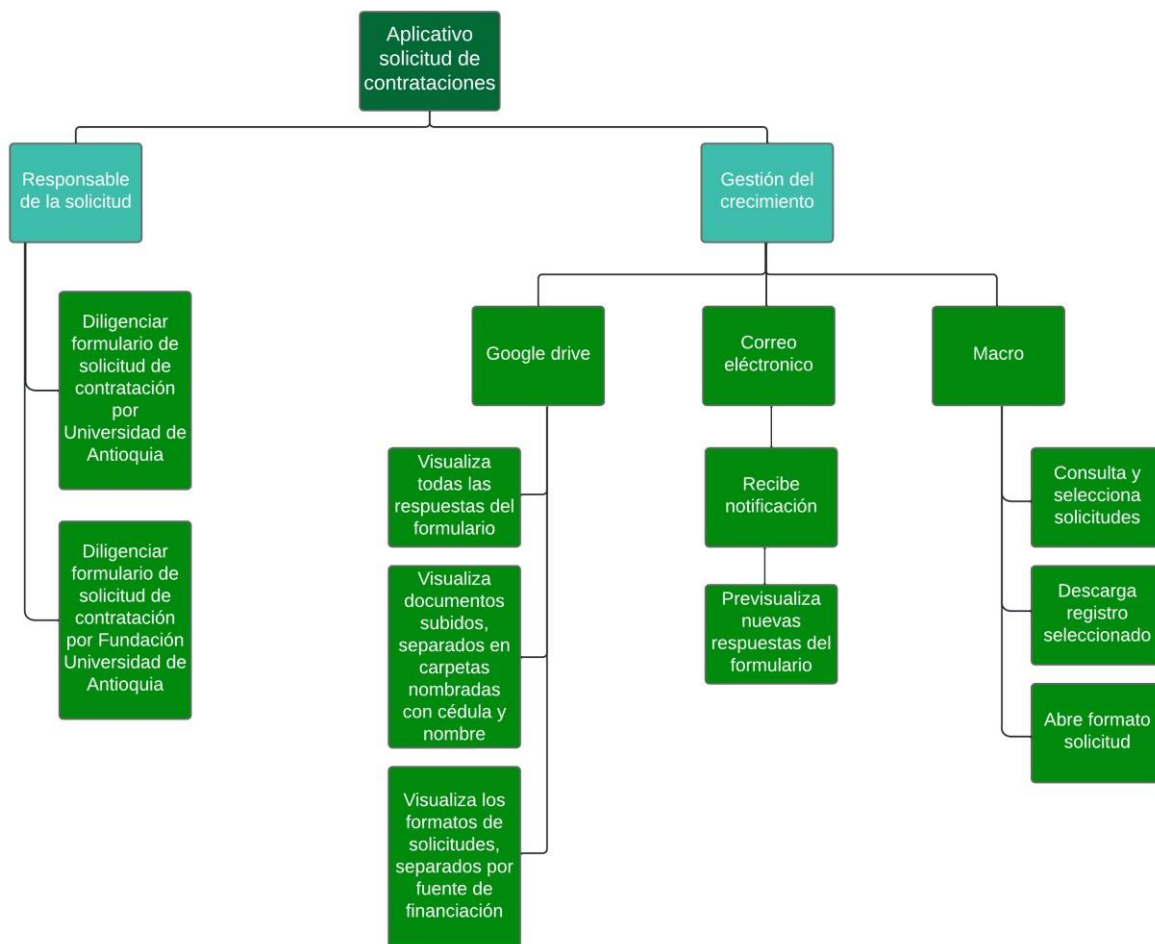 Aplicativo
solicitud de
contrataciones
Responsable
de la solicitud
Gestión del
crecimiento
Diligenciar
formulario de
solicitud de
contratación
por
Universidad de
Antioquia
Diligenciar
formulario de
solicitud de
contratación
por Fundación
Universidad de
Antioquia
Google drive
Visualiza
todas las
respuestas del
formulario
Visualiza
documentos
subidos,
separados en
carpetas
nombradas
con cédula y
nombre
Visualiza los
formatos de
solicitudes,
separados por
fuente de
financiación
Correo
eléctronico
Recibe
notificación
Previsualiza
nuevas
respuestas del
formulario
Macro
Consulta y
selecciona
solicitudes
Descarga
registro
seleccionado
Abre formato
solicitud